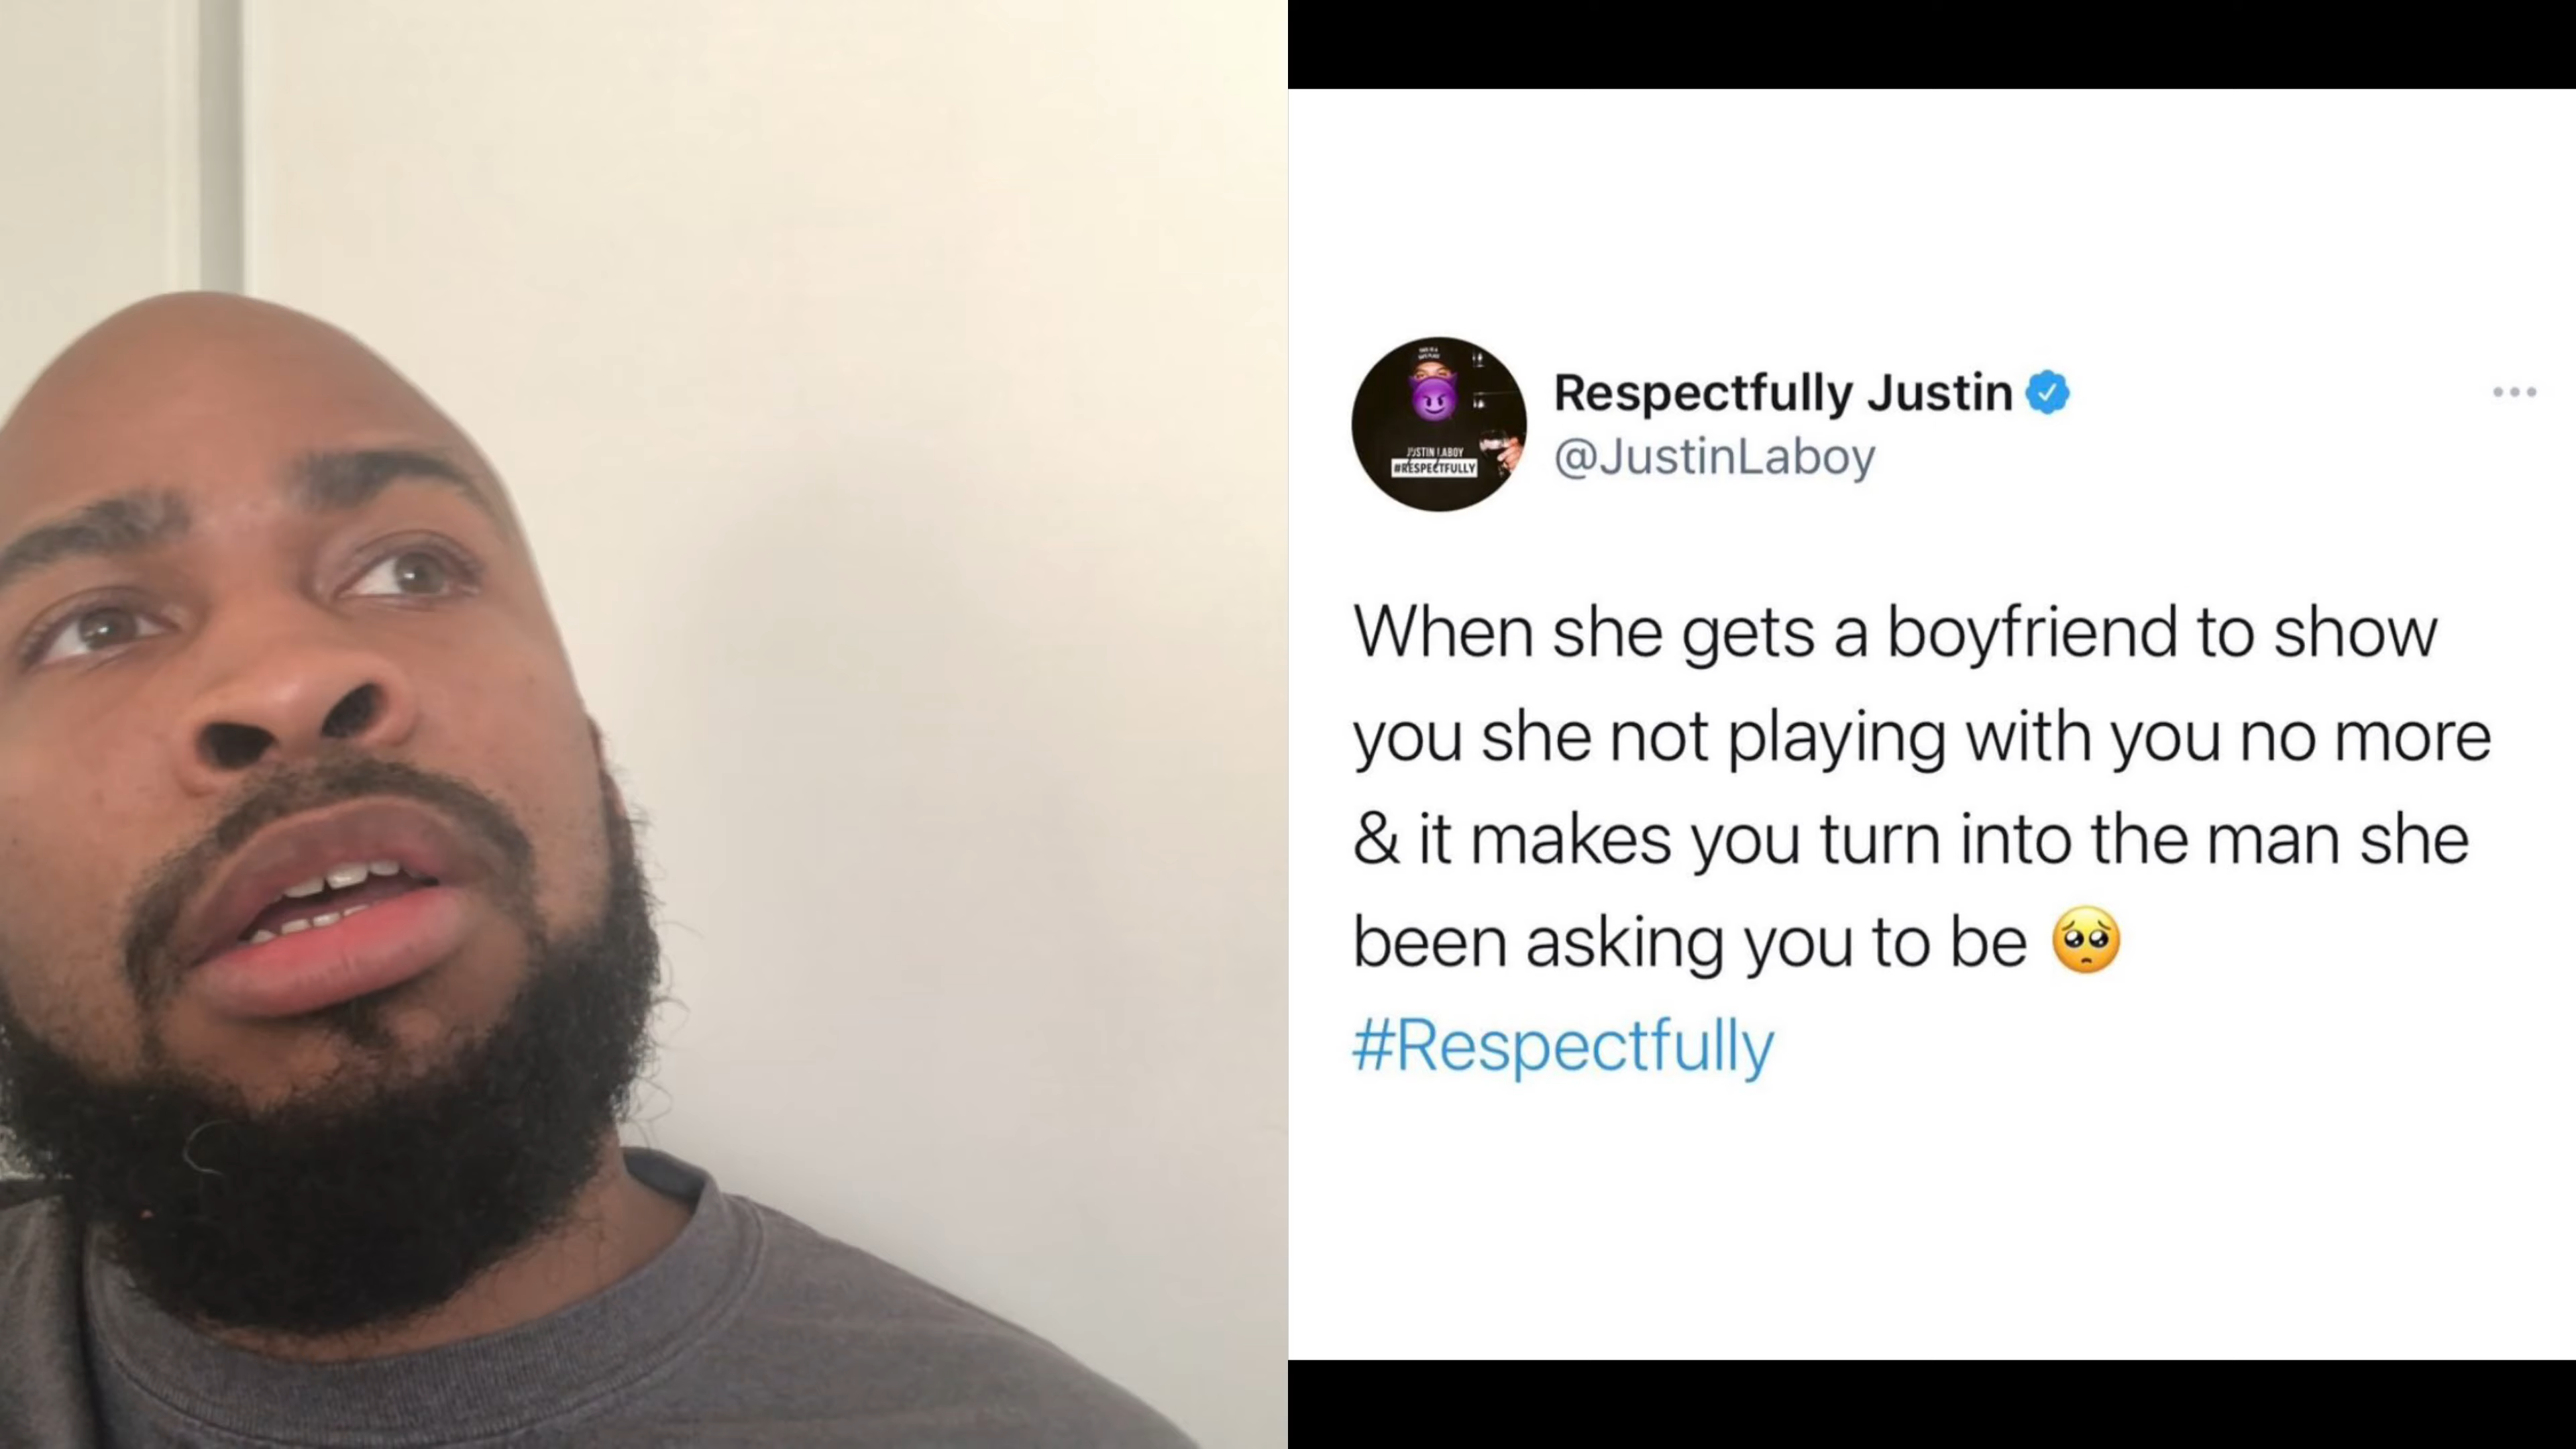 Respectfully Justin
@JustinLaboy
JUSTIN LABOY
#RESPECTFULLY
When she gets a boyfriend to show
you she not playing with you no more
& it makes you turn into the man she
been asking you to be 🥺
#Respectfully